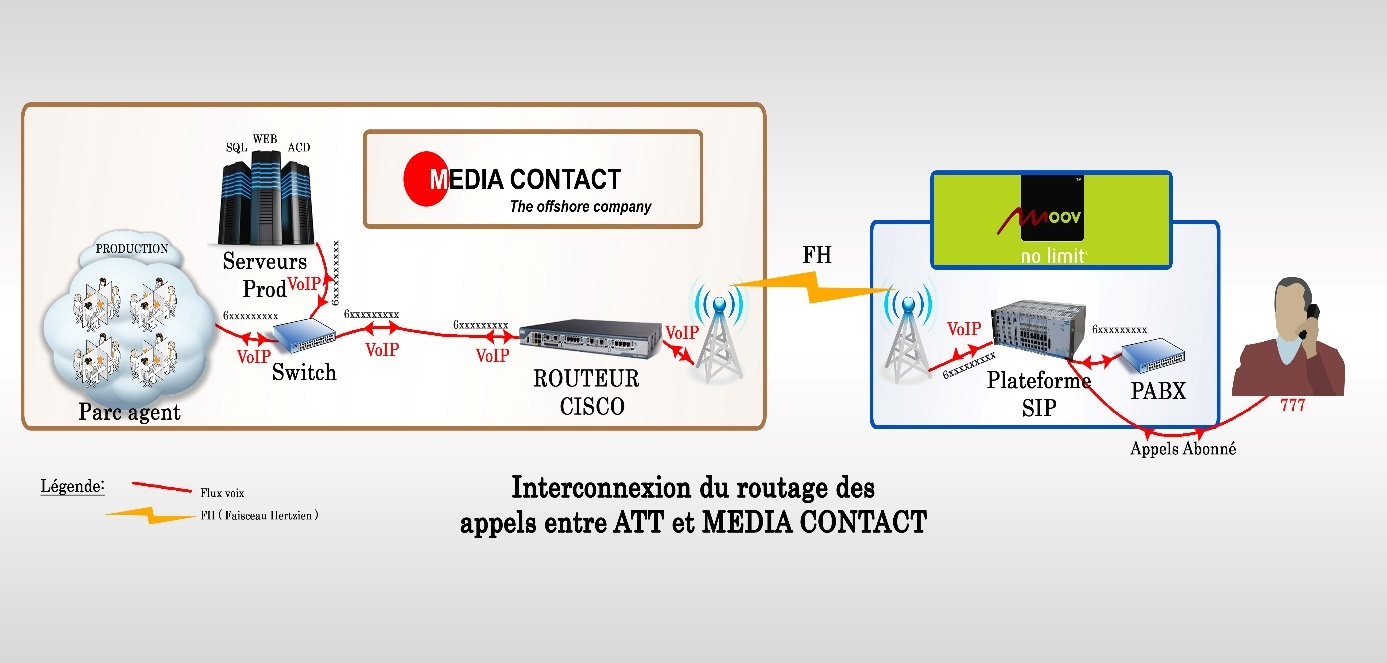 SQL WEB ACD
MEDIA CONTACT
The offshore company
PRODUCTION
Serveurs
Prod
VoIP
6xxxxxxxxx
6xxxxxxxxx
VoIP
Switch
Parc agent
6xxxxxxxxx
VoIP
6xxxxxxxxx
VoIP
ROUTEUR
CISCO
VoIP
FH
moov
TM
no limit
VoIP
6xxxxxxxxx
Plateforme
SIP
6xxxxxxxxx
PABX
777
Appels Abonné
Légende:
Flux voix
FH ( Faisceau Hertzien )
Interconnexion du routage des
appels entre ATT et MEDIA CONTACT